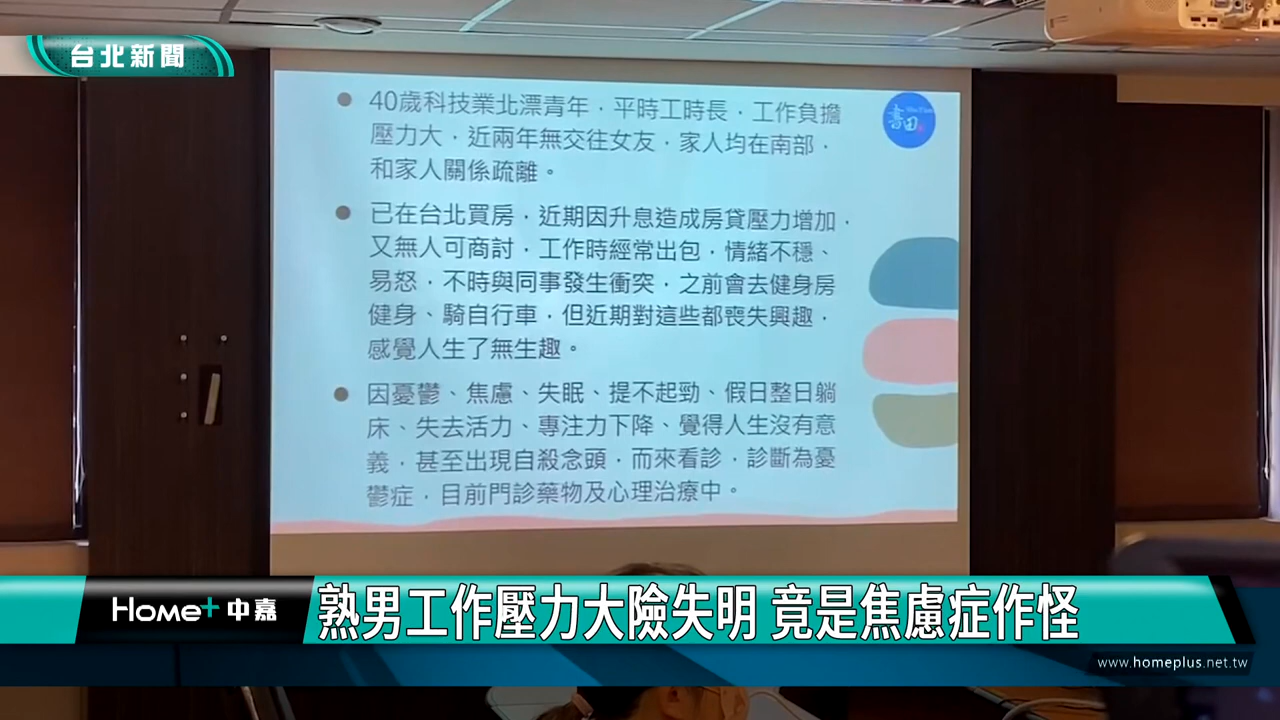 台北新聞
書田
40歲科技業北漂青年，平時工時長，工作負擔
壓力大，近兩年無交往女友，家人均在南部，
和家人關係疏離。
已在台北買房，近期因升息造成房貸壓力增加，
又無人可商討，工作時經常出包，情緒不穩、
易怒，不時與同事發生衝突，之前會去健身房
健身、騎自行車，但近期對這些都喪失興趣，
感覺人生了無生趣。
因憂鬱、焦慮、失眠、提不起勁、假日整日躺
床、失去活力、專注力下降、覺得人生沒有意
義，甚至出現自殺念頭，而來看診，診斷為憂
鬱症，目前門診藥物及心理治療中。
Home+中嘉
熟男工作壓力大險失明 竟是焦慮症作怪
www.homeplus.net.tw